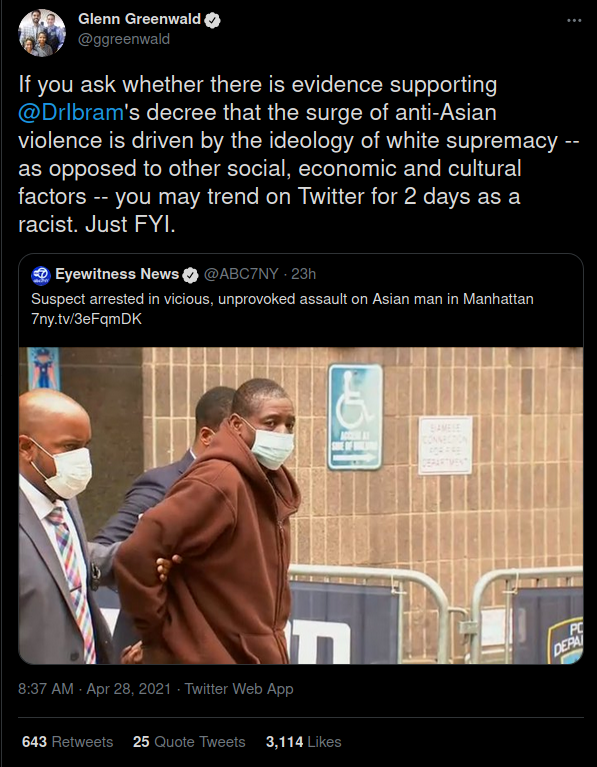 Glenn Greenwald
@ggreenwald
If you ask whether there is evidence supporting
@DrIbram's decree that the surge of anti-Asian
violence is driven by the ideology of white supremacy --
as opposed to other social, economic and cultural
factors -- you may trend on Twitter for 2 days as a
racist. Just FYI.
Eyewitness News @ABC7NY · 23h
Suspect arrested in vicious, unprovoked assault on Asian man in Manhattan
7ny.tv/3eFqmDK
SIAMESE
CONNECTION
FOR FIRE
DEPARTMENT
8:37 AM · Apr 28, 2021 · Twitter Web App
643 Retweets 25 Quote Tweets 3,114 Likes